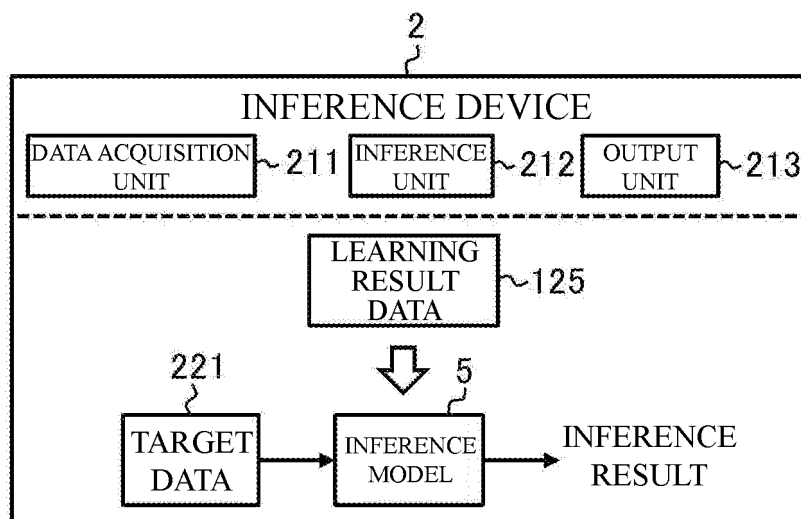 2
INFERENCE DEVICE
DATA ACQUISITION
UNIT
211
INFERENCE
UNIT
212
OUTPUT
UNIT
213
LEARNING
RESULT
DATA
125
221
TARGET
DATA
5
INFERENCE
MODEL
INFERENCE
RESULT